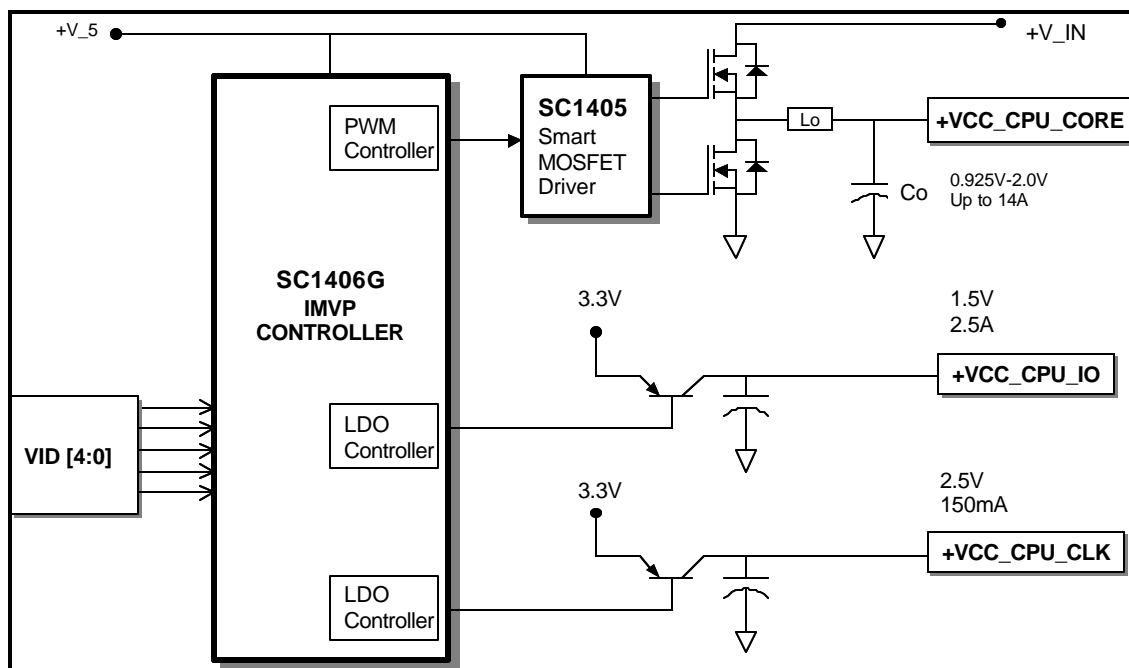 +V_5
+V_IN
PWM
Controller
SC1405
Smart
MOSFET
Driver
Lo
+VCC_CPU_CORE
Co
0.925V-2.0V
Up to 14A
SC1406G
IMVP
CONTROLLER
3.3V
1.5V
2.5A
+VCC_CPU_IO
LDO
Controller
VID [4:0]
3.3V
2.5V
150mA
+VCC_CPU_CLK
LDO
Controller